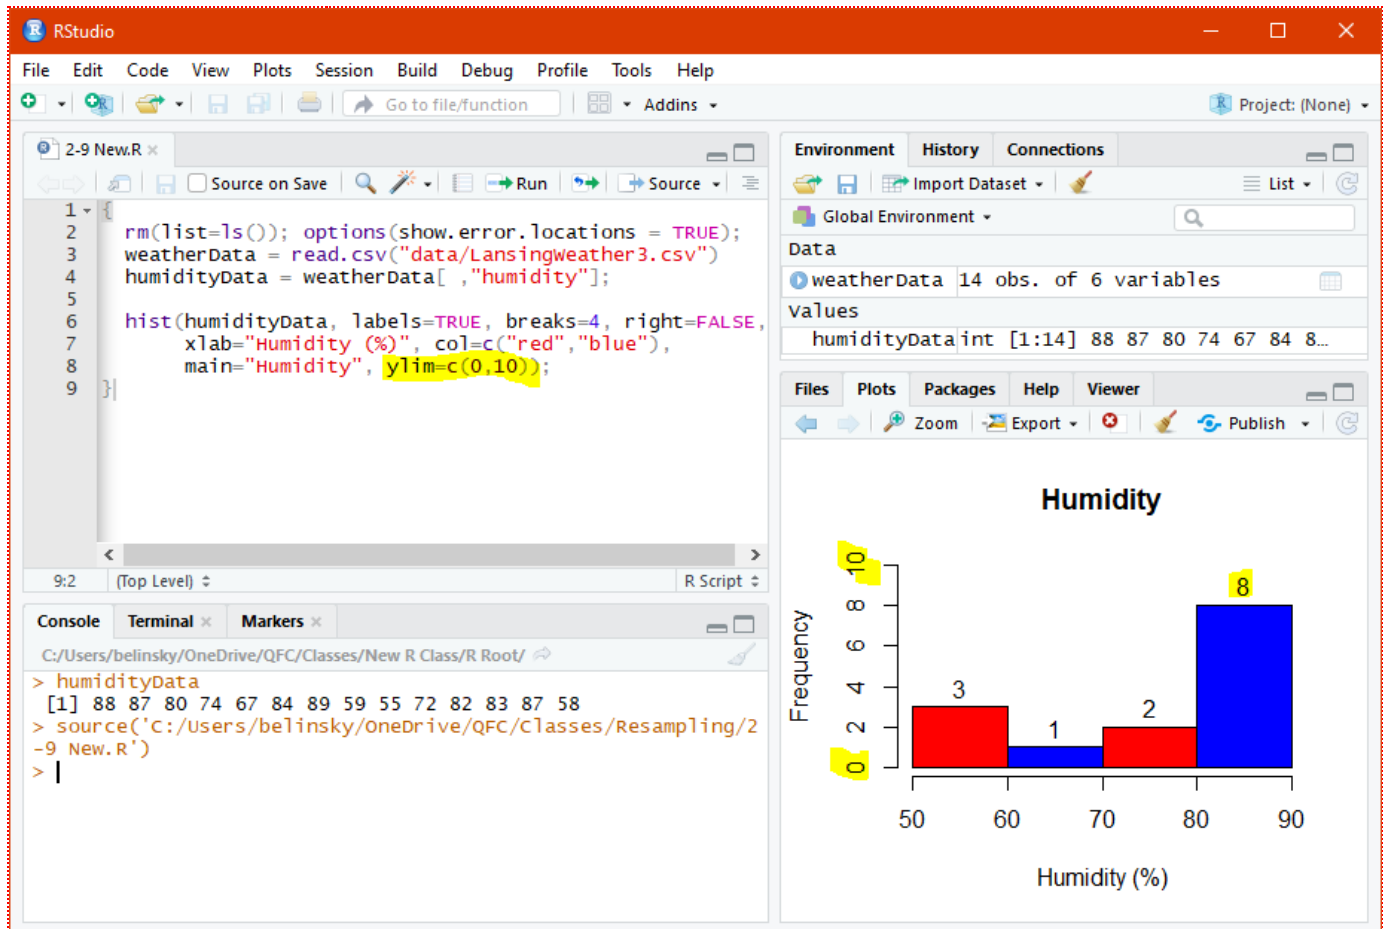 RStudio
File Edit Code View Plots Session Build Debug Profile Tools Help
Go to file/function Addins Project: (None)
2-9 New.R
Source on Save Run Source
1 {
2 rm(list=ls()); options(show.error.locations = TRUE);
3 weatherData = read.csv("data/LansingWeather3.csv")
4 humidityData = weatherData[ ,"humidity"];
5
6 hist(humidityData, labels=TRUE, breaks=4, right=FALSE,
7 xlab="Humidity (%)", col=c("red","blue"),
8 main="Humidity", ylim=c(0,10));
9 }
9:2 (Top Level) R Script
Console Terminal Markers
C:/Users/belinsky/OneDrive/QFC/Classes/New R Class/R Root/
> humidityData
[1] 88 87 80 74 67 84 89 59 55 72 82 83 87 58
> source('C:/Users/belinsky/OneDrive/QFC/Classes/Resampling/2
-9 New.R')
>
Environment History Connections
Import Dataset List
Global Environment
Data
weatherData 14 obs. of 6 variables
Values
humidityData int [1:14] 88 87 80 74 67 84 8…
Files Plots Packages Help Viewer
Zoom Export Publish
Humidity
Frequency
10
8
6
4
2
0
3
1
2
8
50 60 70 80 90
Humidity (%)